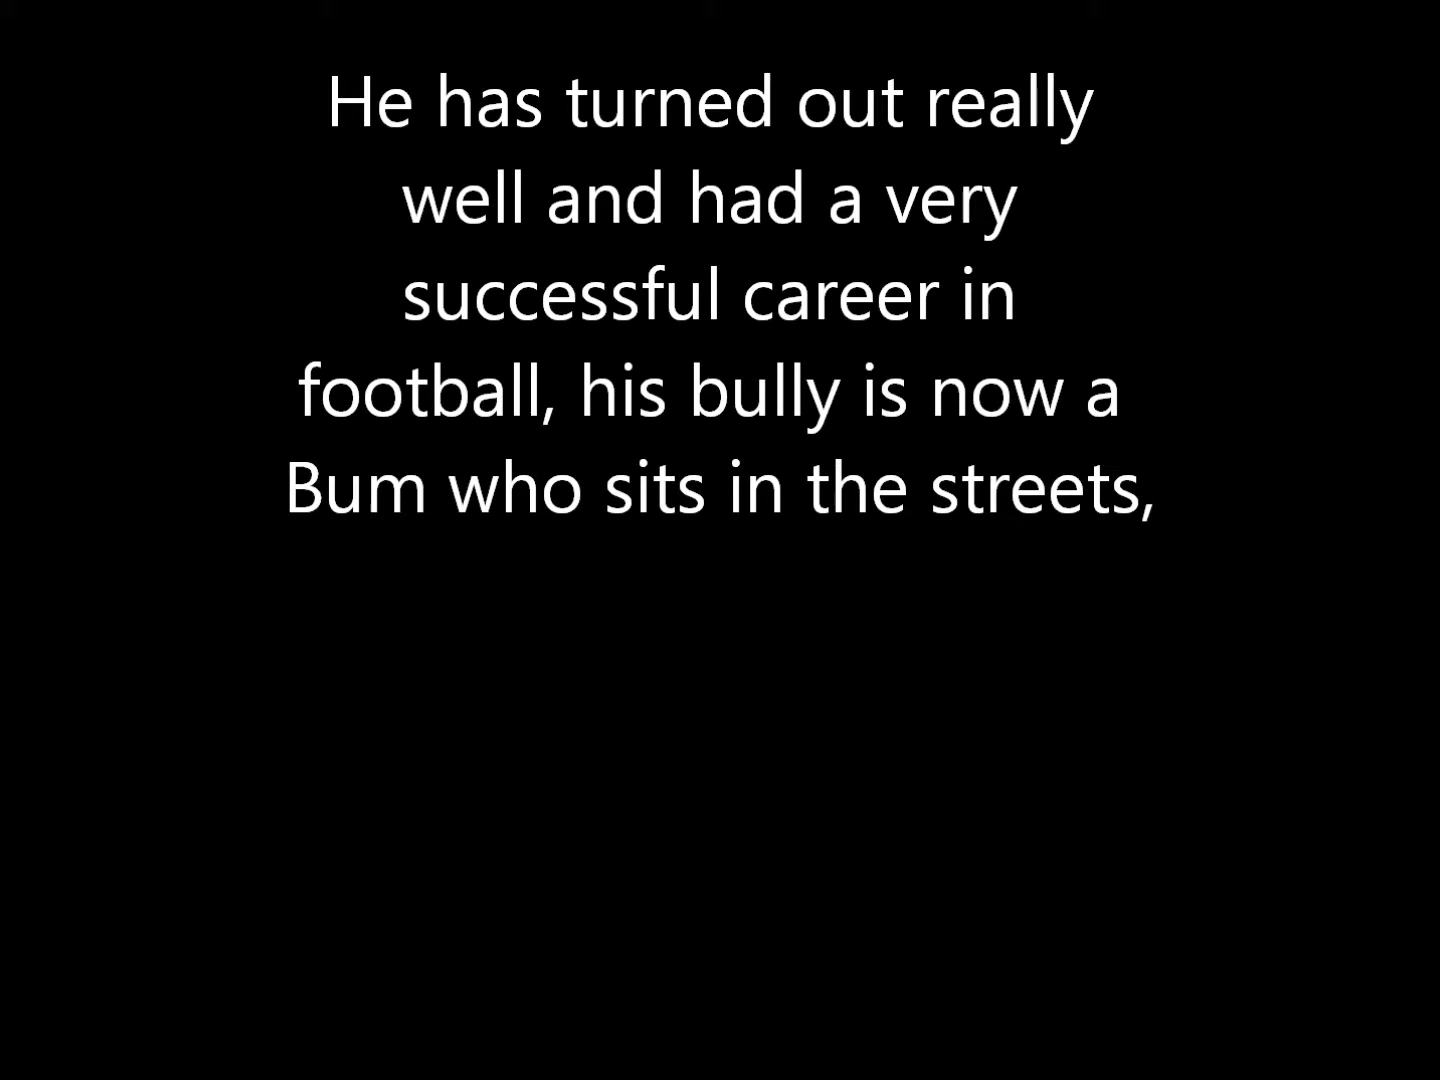 He has turned out really
well and had a very
successful career in
football, his bully is now a
Bum who sits in the streets,